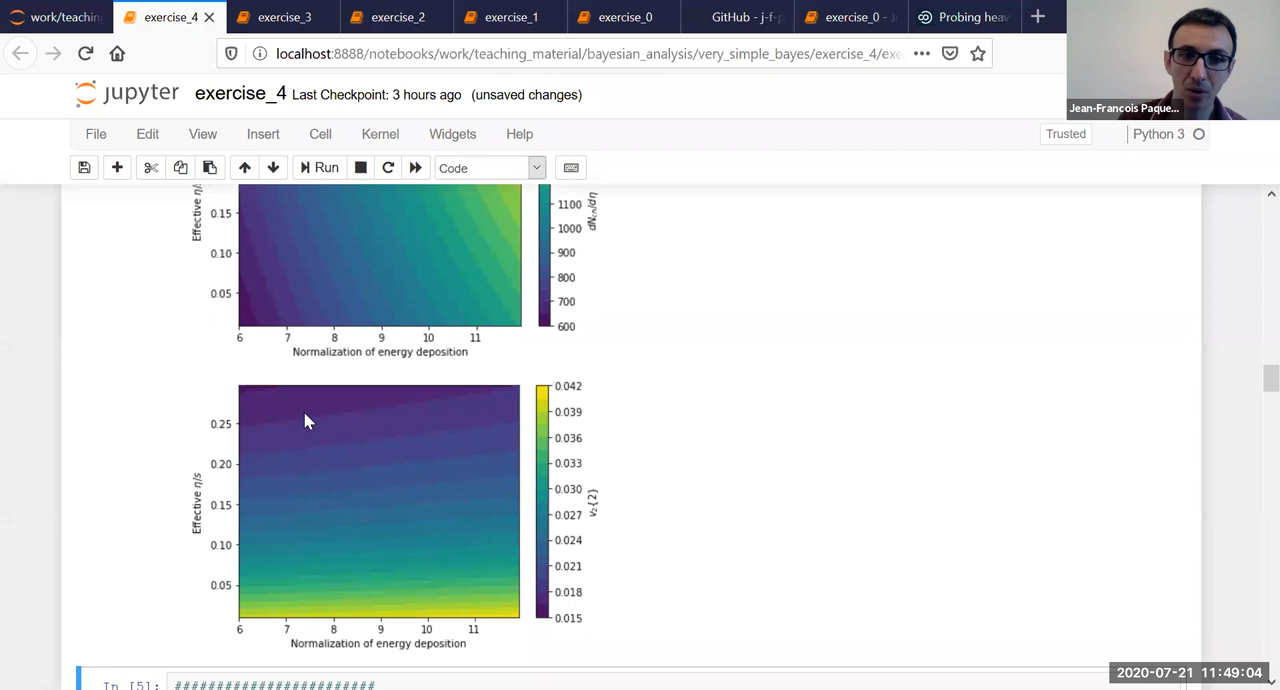 work/teachin
exercise_4
exercise_3
exercise_2
exercise_1
exercise_0
GitHub - j-f-p
exercise_0 - J
Probing hea
localhost:8888/notebooks/work/teaching_material/bayesian_analysis/very_simple_bayes/exercise_4/exe
Jean-Francois Paque...
jupyter exercise_4 Last Checkpoint: 3 hours ago (unsaved changes)
File Edit View Insert Cell Kernel Widgets Help
Trusted Python 3
Run Code
Effective η/s
0.15
0.10
0.05
6 7 8 9 10 11
Normalization of energy deposition
1100
1000
900
800
700
600
dNch/dη
Effective η/s
0.25
0.20
0.15
0.10
0.05
6 7 8 9 10 11
Normalization of energy deposition
0.042
0.039
0.036
0.033
0.030
0.027
0.024
0.021
0.018
0.015
v₂{2}
In [5]: #######################
2020-07-21 11:49:04